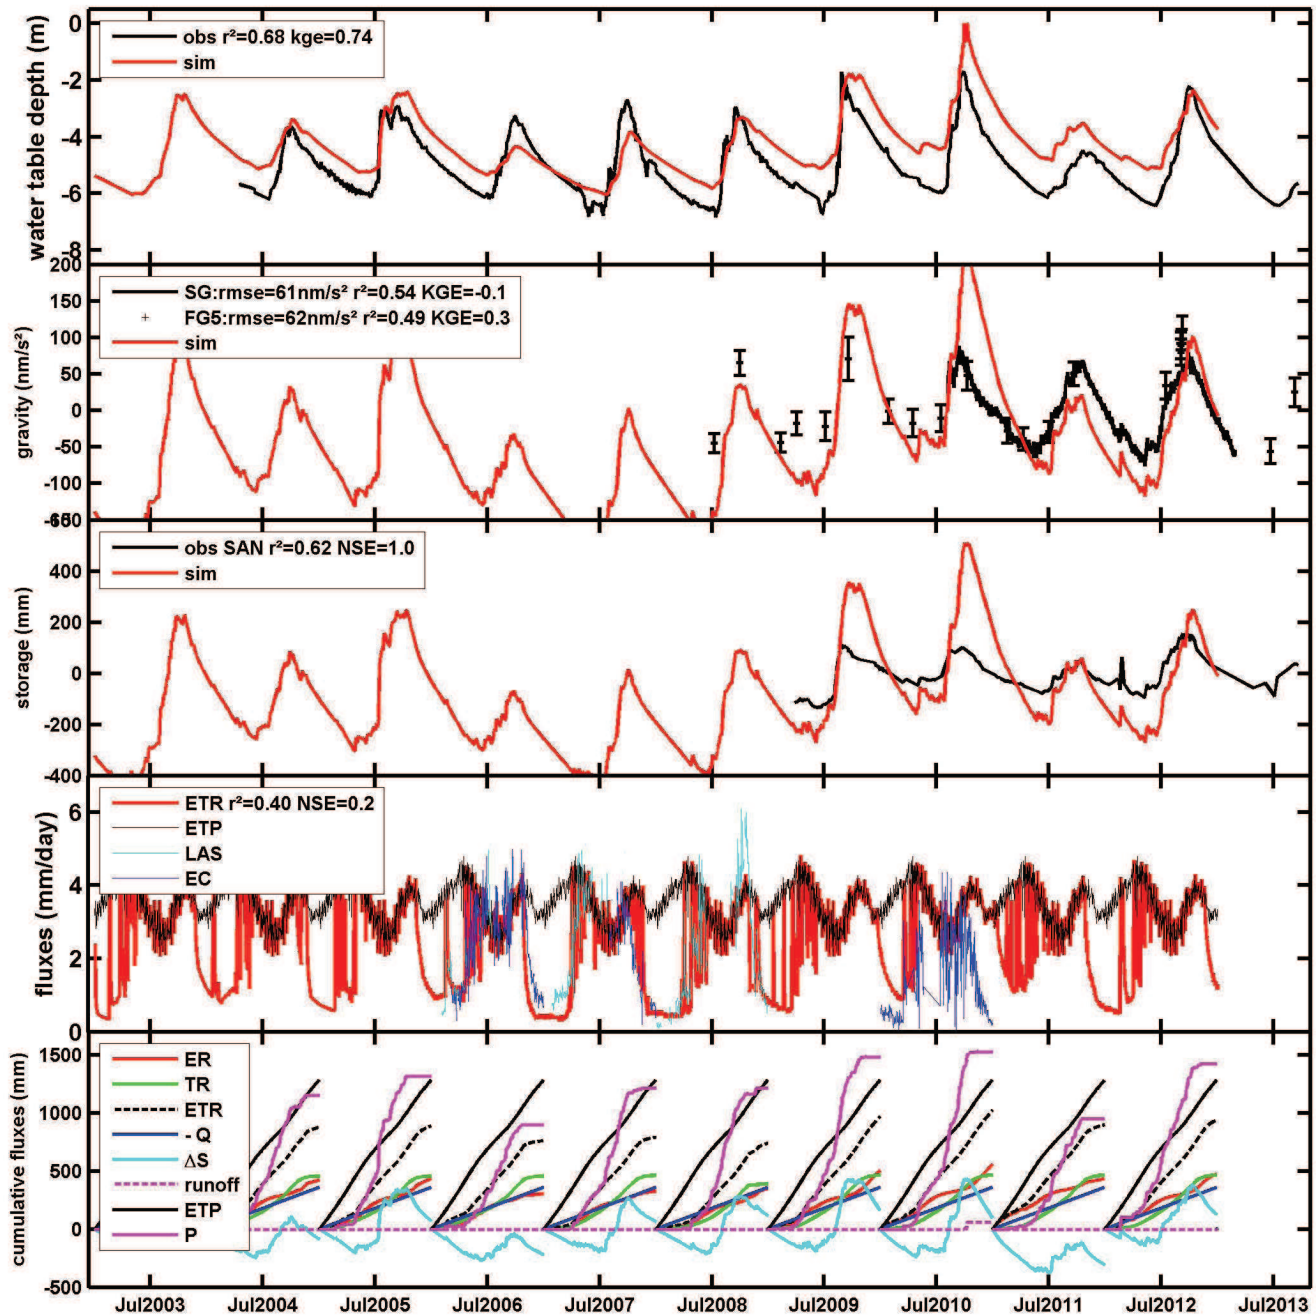 water table depth (m)
0
-2
-4
-6
-8
obs r²=0.68 kge=0.74
sim
gravity (nm/s²)
200
150
100
50
0
-50
-100
SG:rmse=61nm/s² r²=0.54 KGE=-0.1
FG5:rmse=62nm/s² r²=0.49 KGE=0.3
sim
storage (mm)
400
200
0
-200
-400
obs SAN r²=0.62 NSE=1.0
sim
fluxes (mm/day)
6
4
2
0
ETR r²=0.40 NSE=0.2
ETP
LAS
EC
cumulative fluxes (mm)
1500
1000
500
0
-500
ER
TR
ETR
- Q
ΔS
runoff
ETP
P
Jul2003 Jul2004 Jul2005 Jul2006 Jul2007 Jul2008 Jul2009 Jul2010 Jul2011 Jul2012 Jul2013